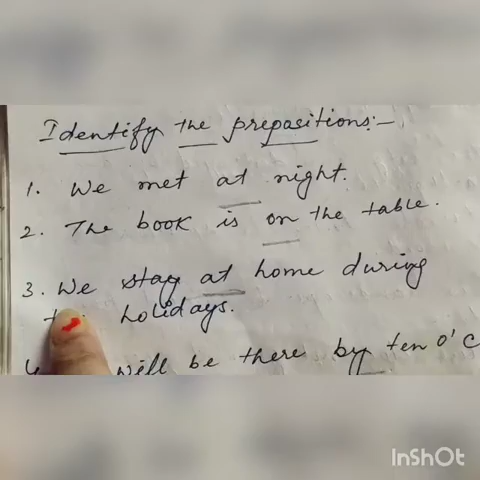 Identify the prepasitions:-
1. We met at night.
2. The book is on the table.
3. We stay at home during
holidays.
will be there by ten o'c
InShOt